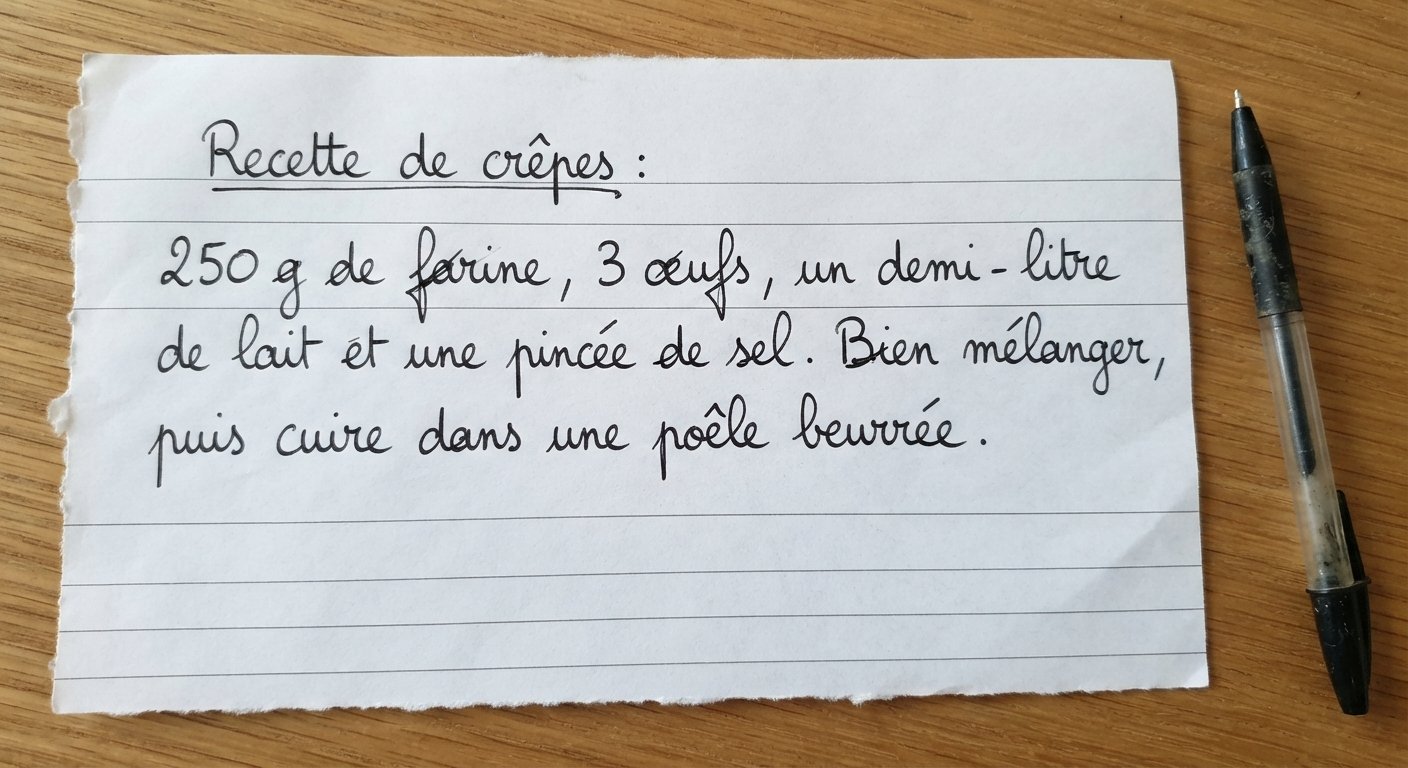 Recette de crêpes :
250 g de farine, 3 œufs, un demi-litre
de lait et une pincée de sel. Bien mélanger,
puis cuire dans une poêle beurrée.